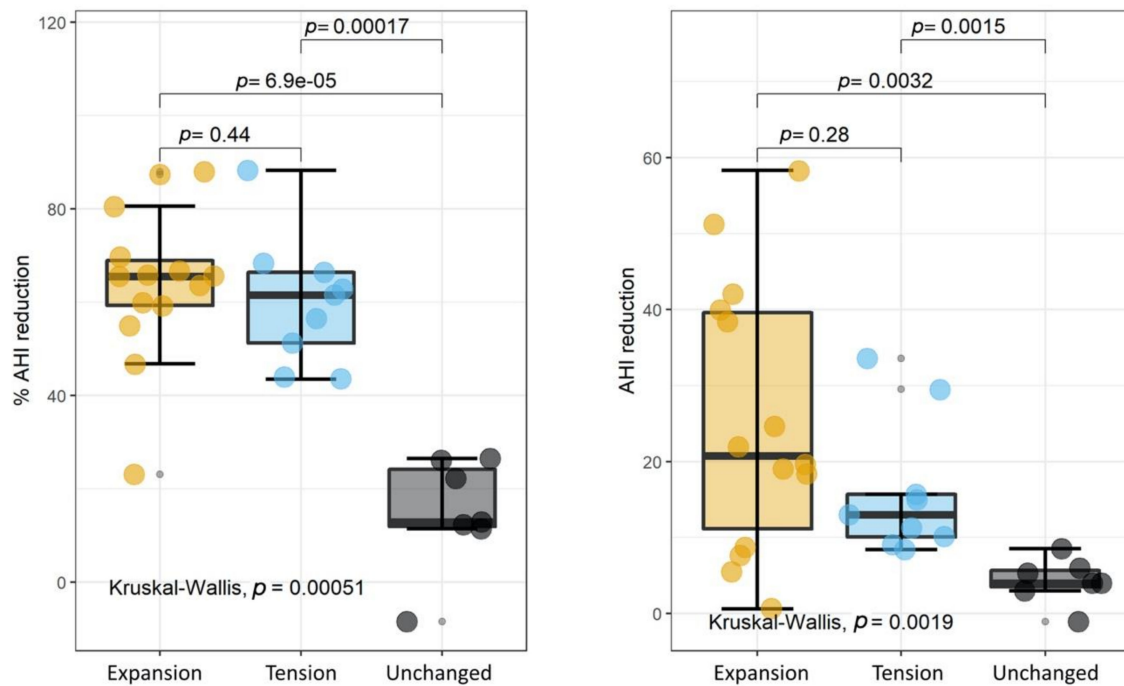 120
80
40
0
% AHI reduction
p= 0.00017
p= 6.9e-05
p= 0.44
Kruskal-Wallis, p = 0.00051
Expansion
Tension
Unchanged
60
40
20
0
AHI reduction
p= 0.0015
p= 0.0032
p= 0.28
Kruskal-Wallis, p = 0.0019
Expansion
Tension
Unchanged